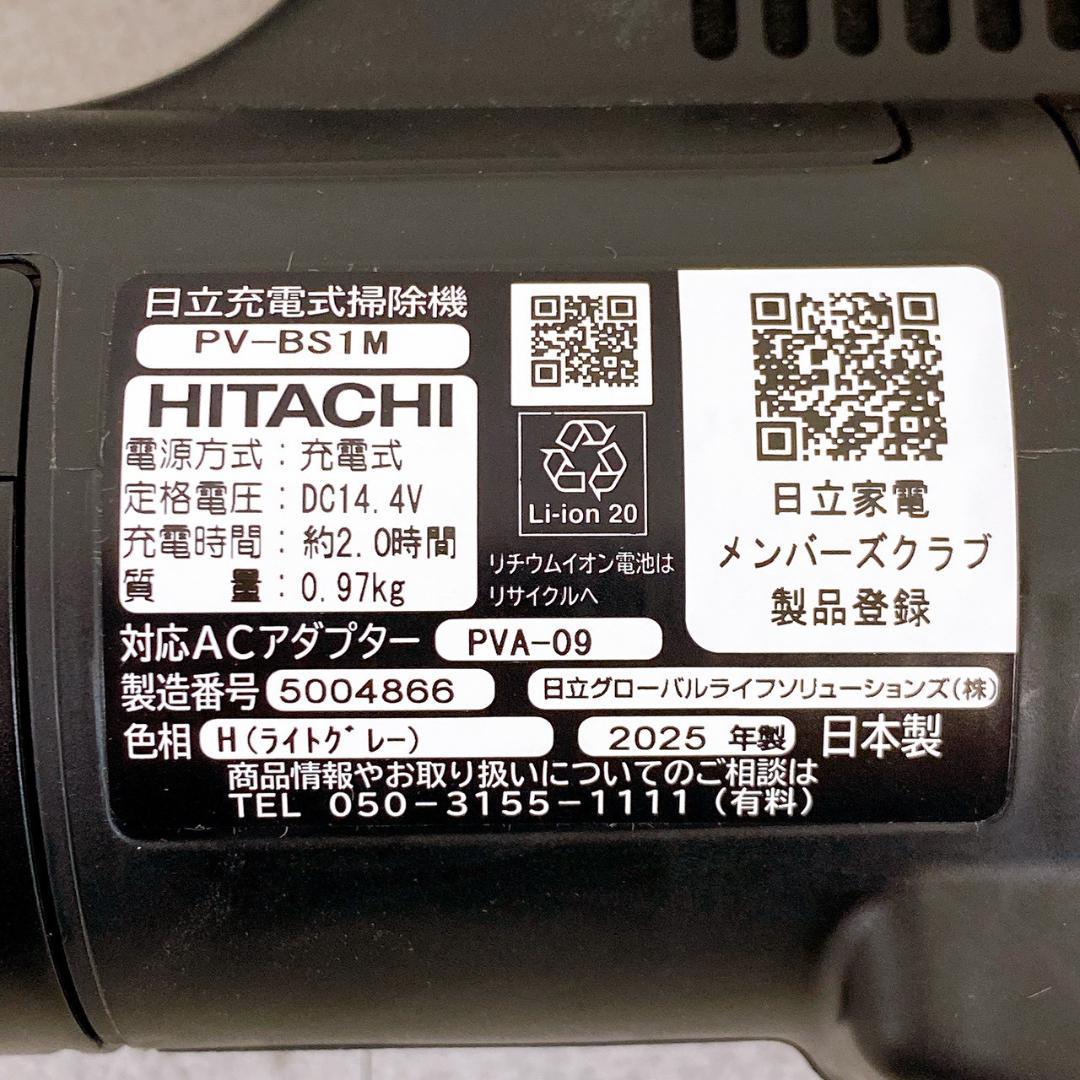 日立充電式掃除機
PV-BS1M
HITACHI
電源方式：充電式
定格電圧：DC14.4V
充電時間：約2.0時間
質　　量：0.97kg
Li-ion 20
リチウムイオン電池は
リサイクルへ
日立家電
メンバーズクラブ
製品登録
対応ACアダプター PVA-09
製造番号 5004866 日立グローバルライフソリューションズ(株)
色相 H(ライトグレー) 2025 年製 日本製
商品情報やお取り扱いについてのご相談は
TEL 050-3155-1111（有料）